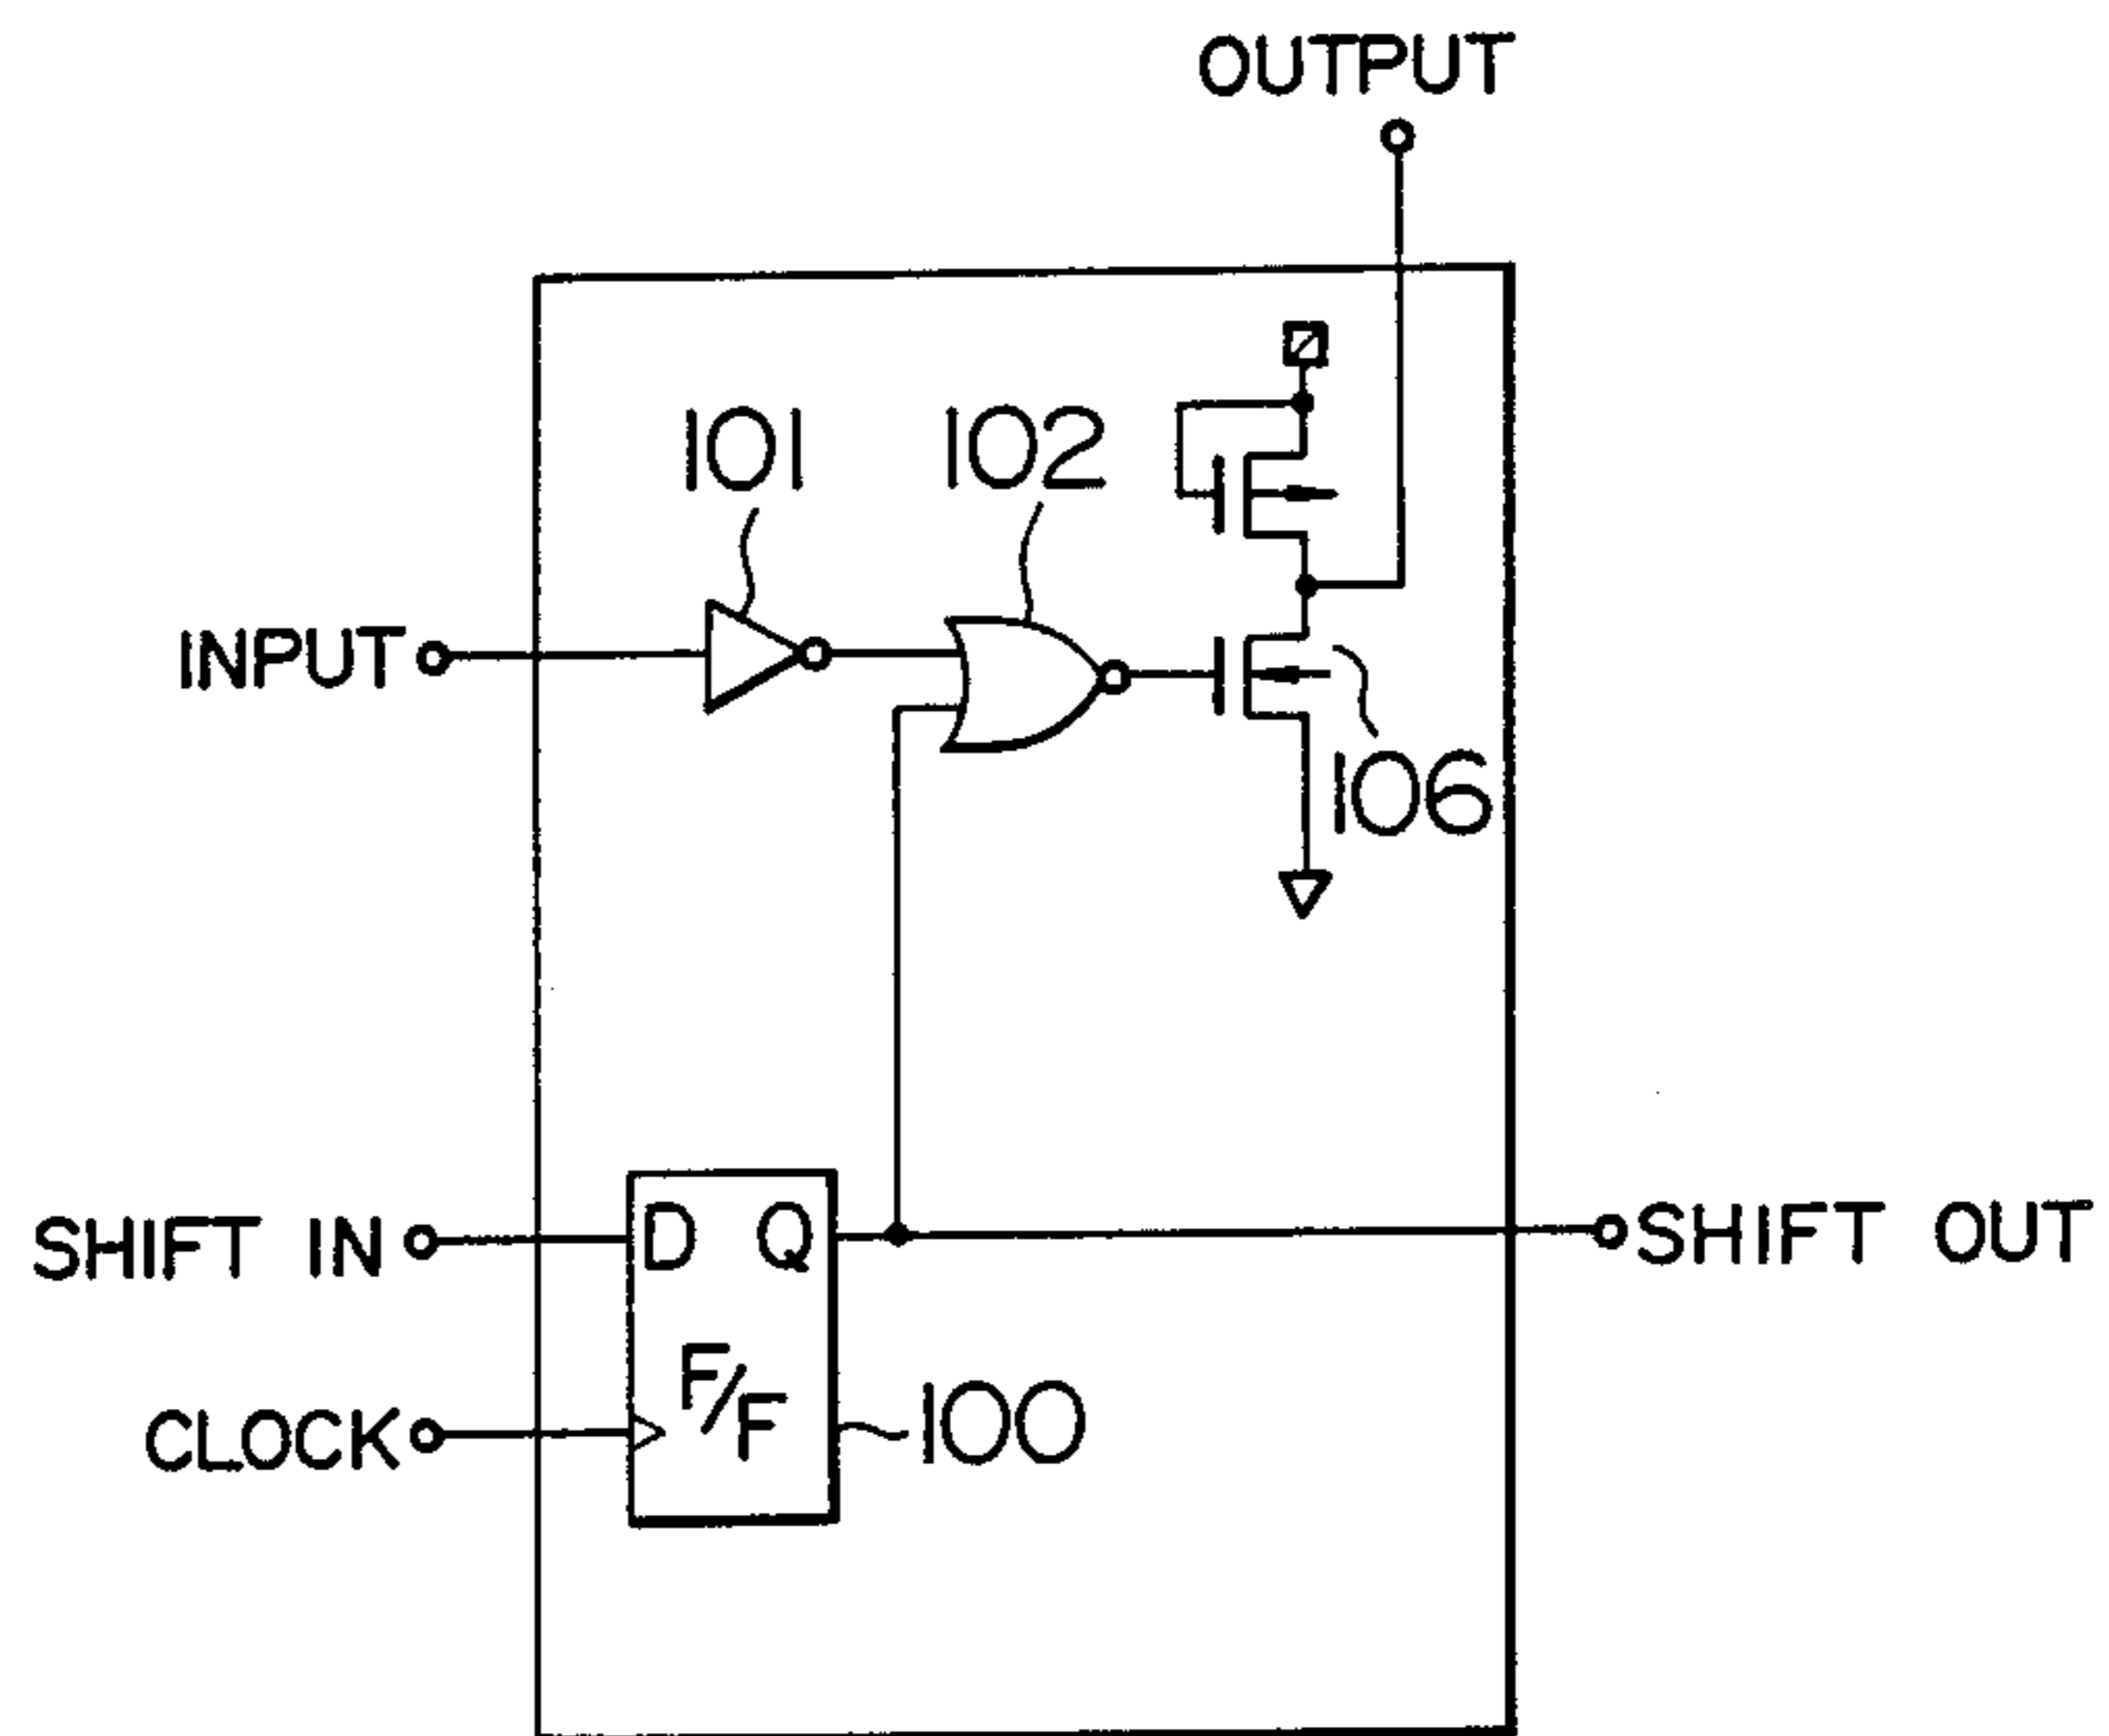 OUTPUT
101
102
INPUT
106
SHIFT IN
D
Q
SHIFT OUT
F/F
CLOCK
100